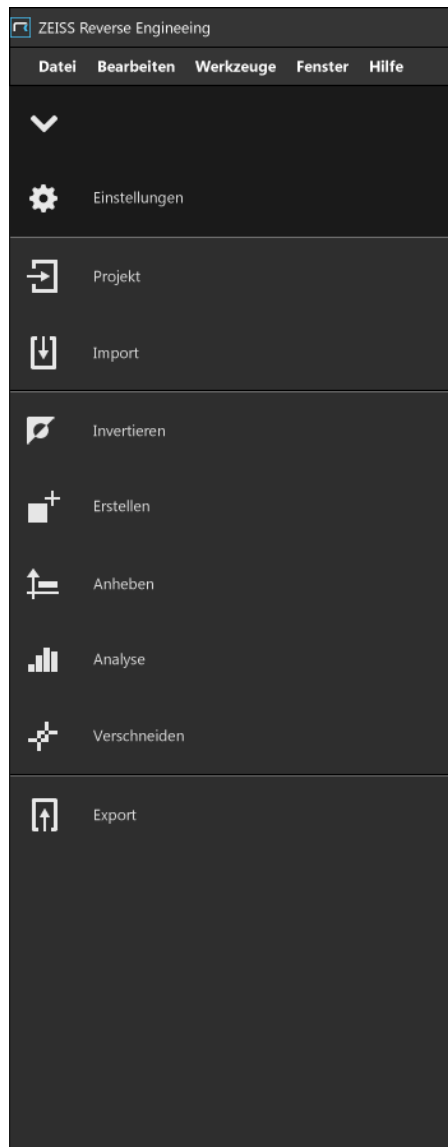 ZEISS Reverse Engineeing
Datei Bearbeiten Werkzeuge Fenster Hilfe
Einstellungen
Projekt
Import
Invertieren
Erstellen
Anheben
Analyse
Verschneiden
Export